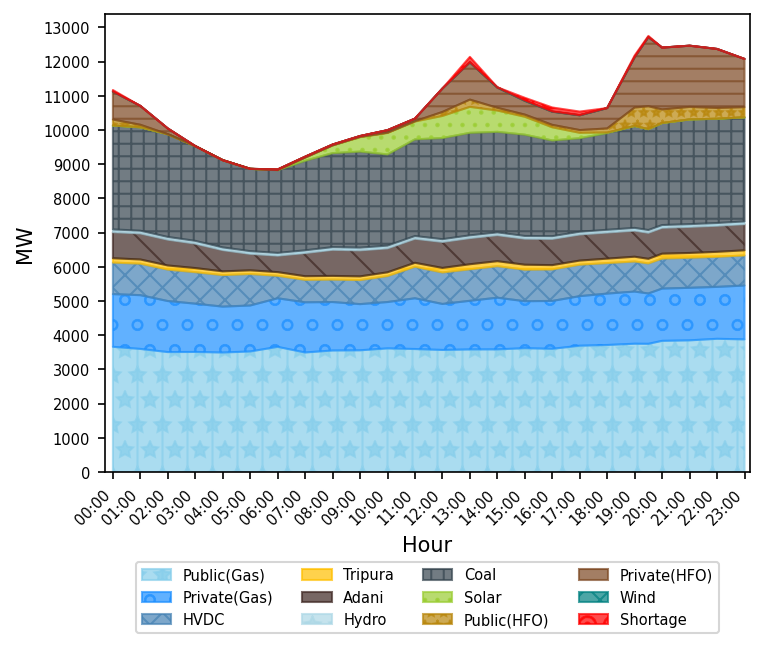 13000
12000
11000
10000
9000
8000
7000
6000
5000
4000
3000
2000
1000
0
MW
00:00 01:00 02:00 03:00 04:00 05:00 06:00 07:00 08:00 09:00 10:00 11:00 12:00 13:00 14:00 15:00 16:00 17:00 18:00 19:00 20:00 21:00 22:00 23:00
Hour
Public(Gas) Tripura Coal Private(HFO)
Private(Gas) Adani Solar Wind
HVDC Hydro Public(HFO) Shortage